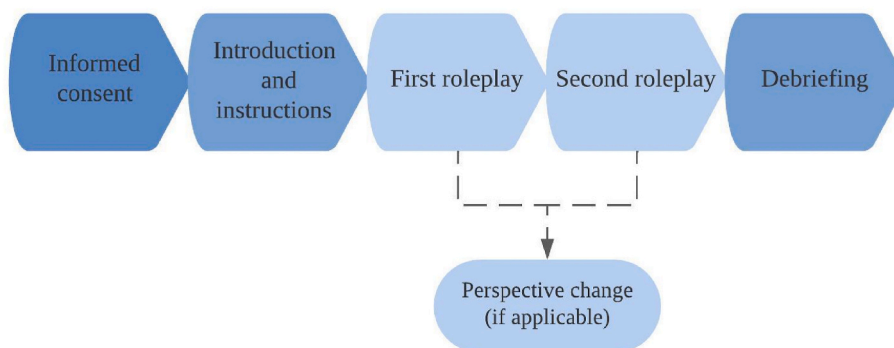 Informed
consent
Introduction
and
instructions
First roleplay
Second roleplay
Debriefing
Perspective change
(if applicable)